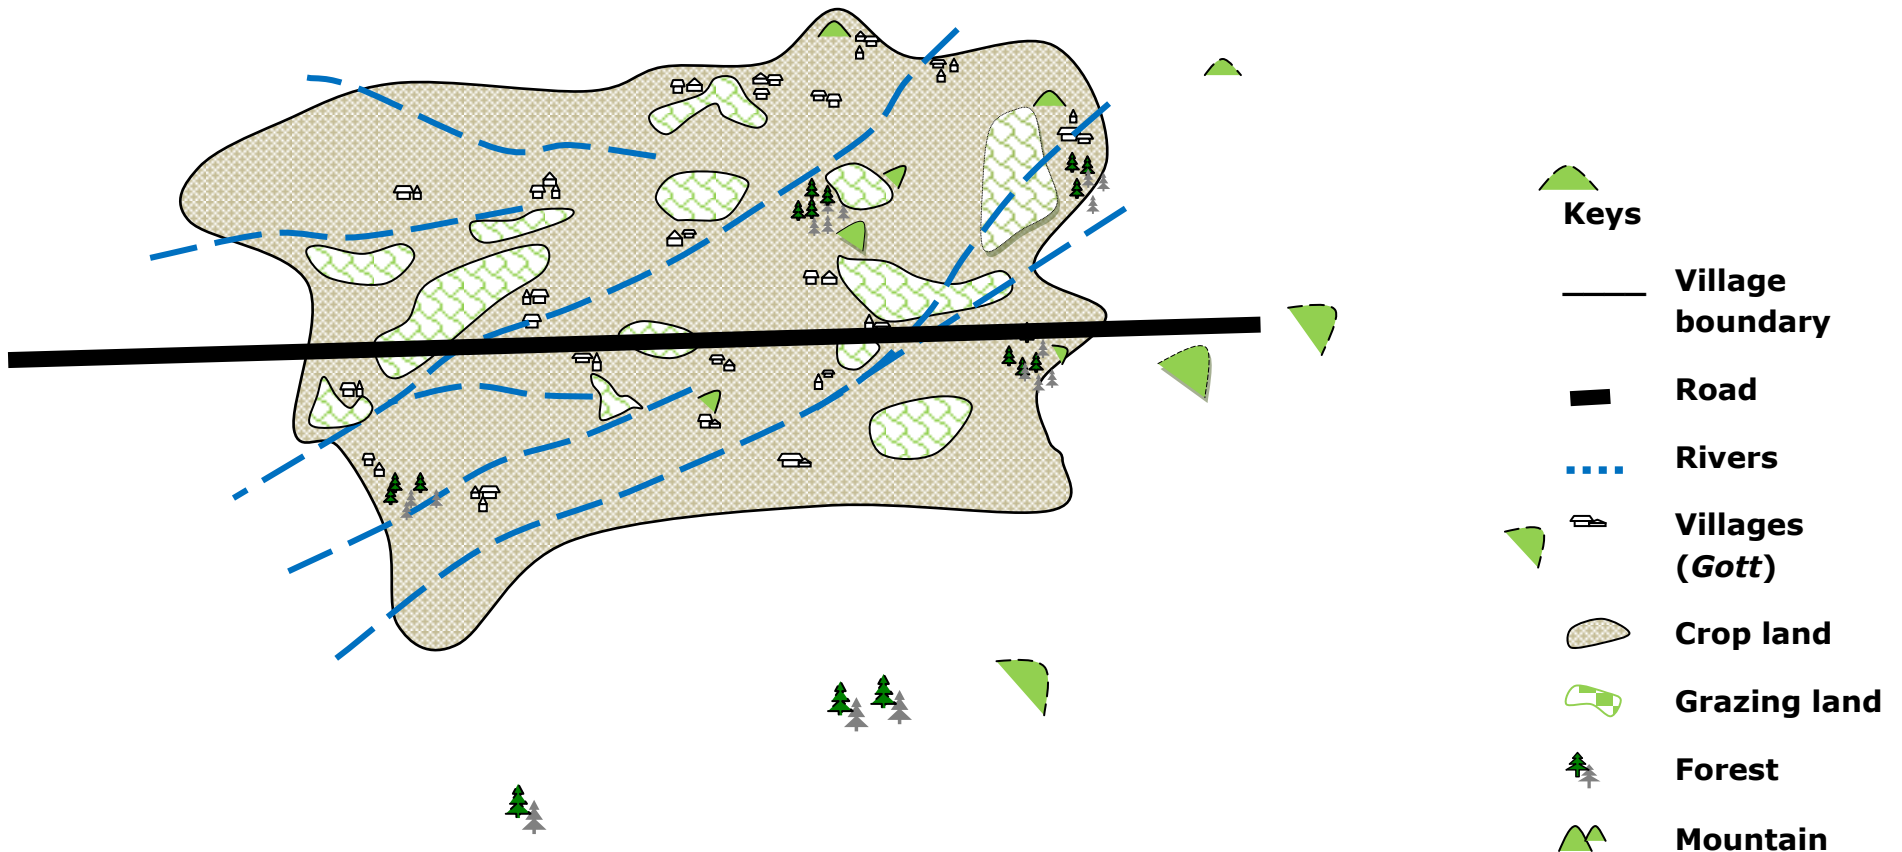 Keys
Village
boundary
Road
Rivers
Villages
(Gott)
Crop land
Grazing land
Forest
Mountain